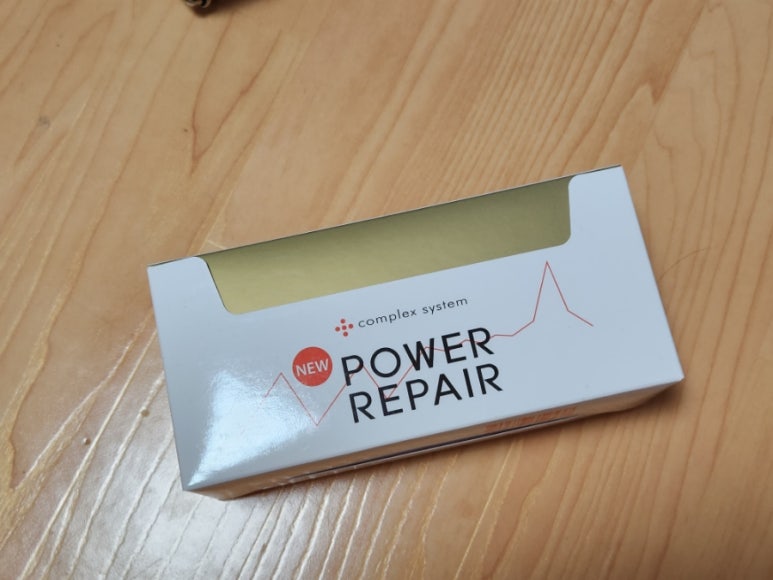 complex system
NEW
POWER
REPAIR